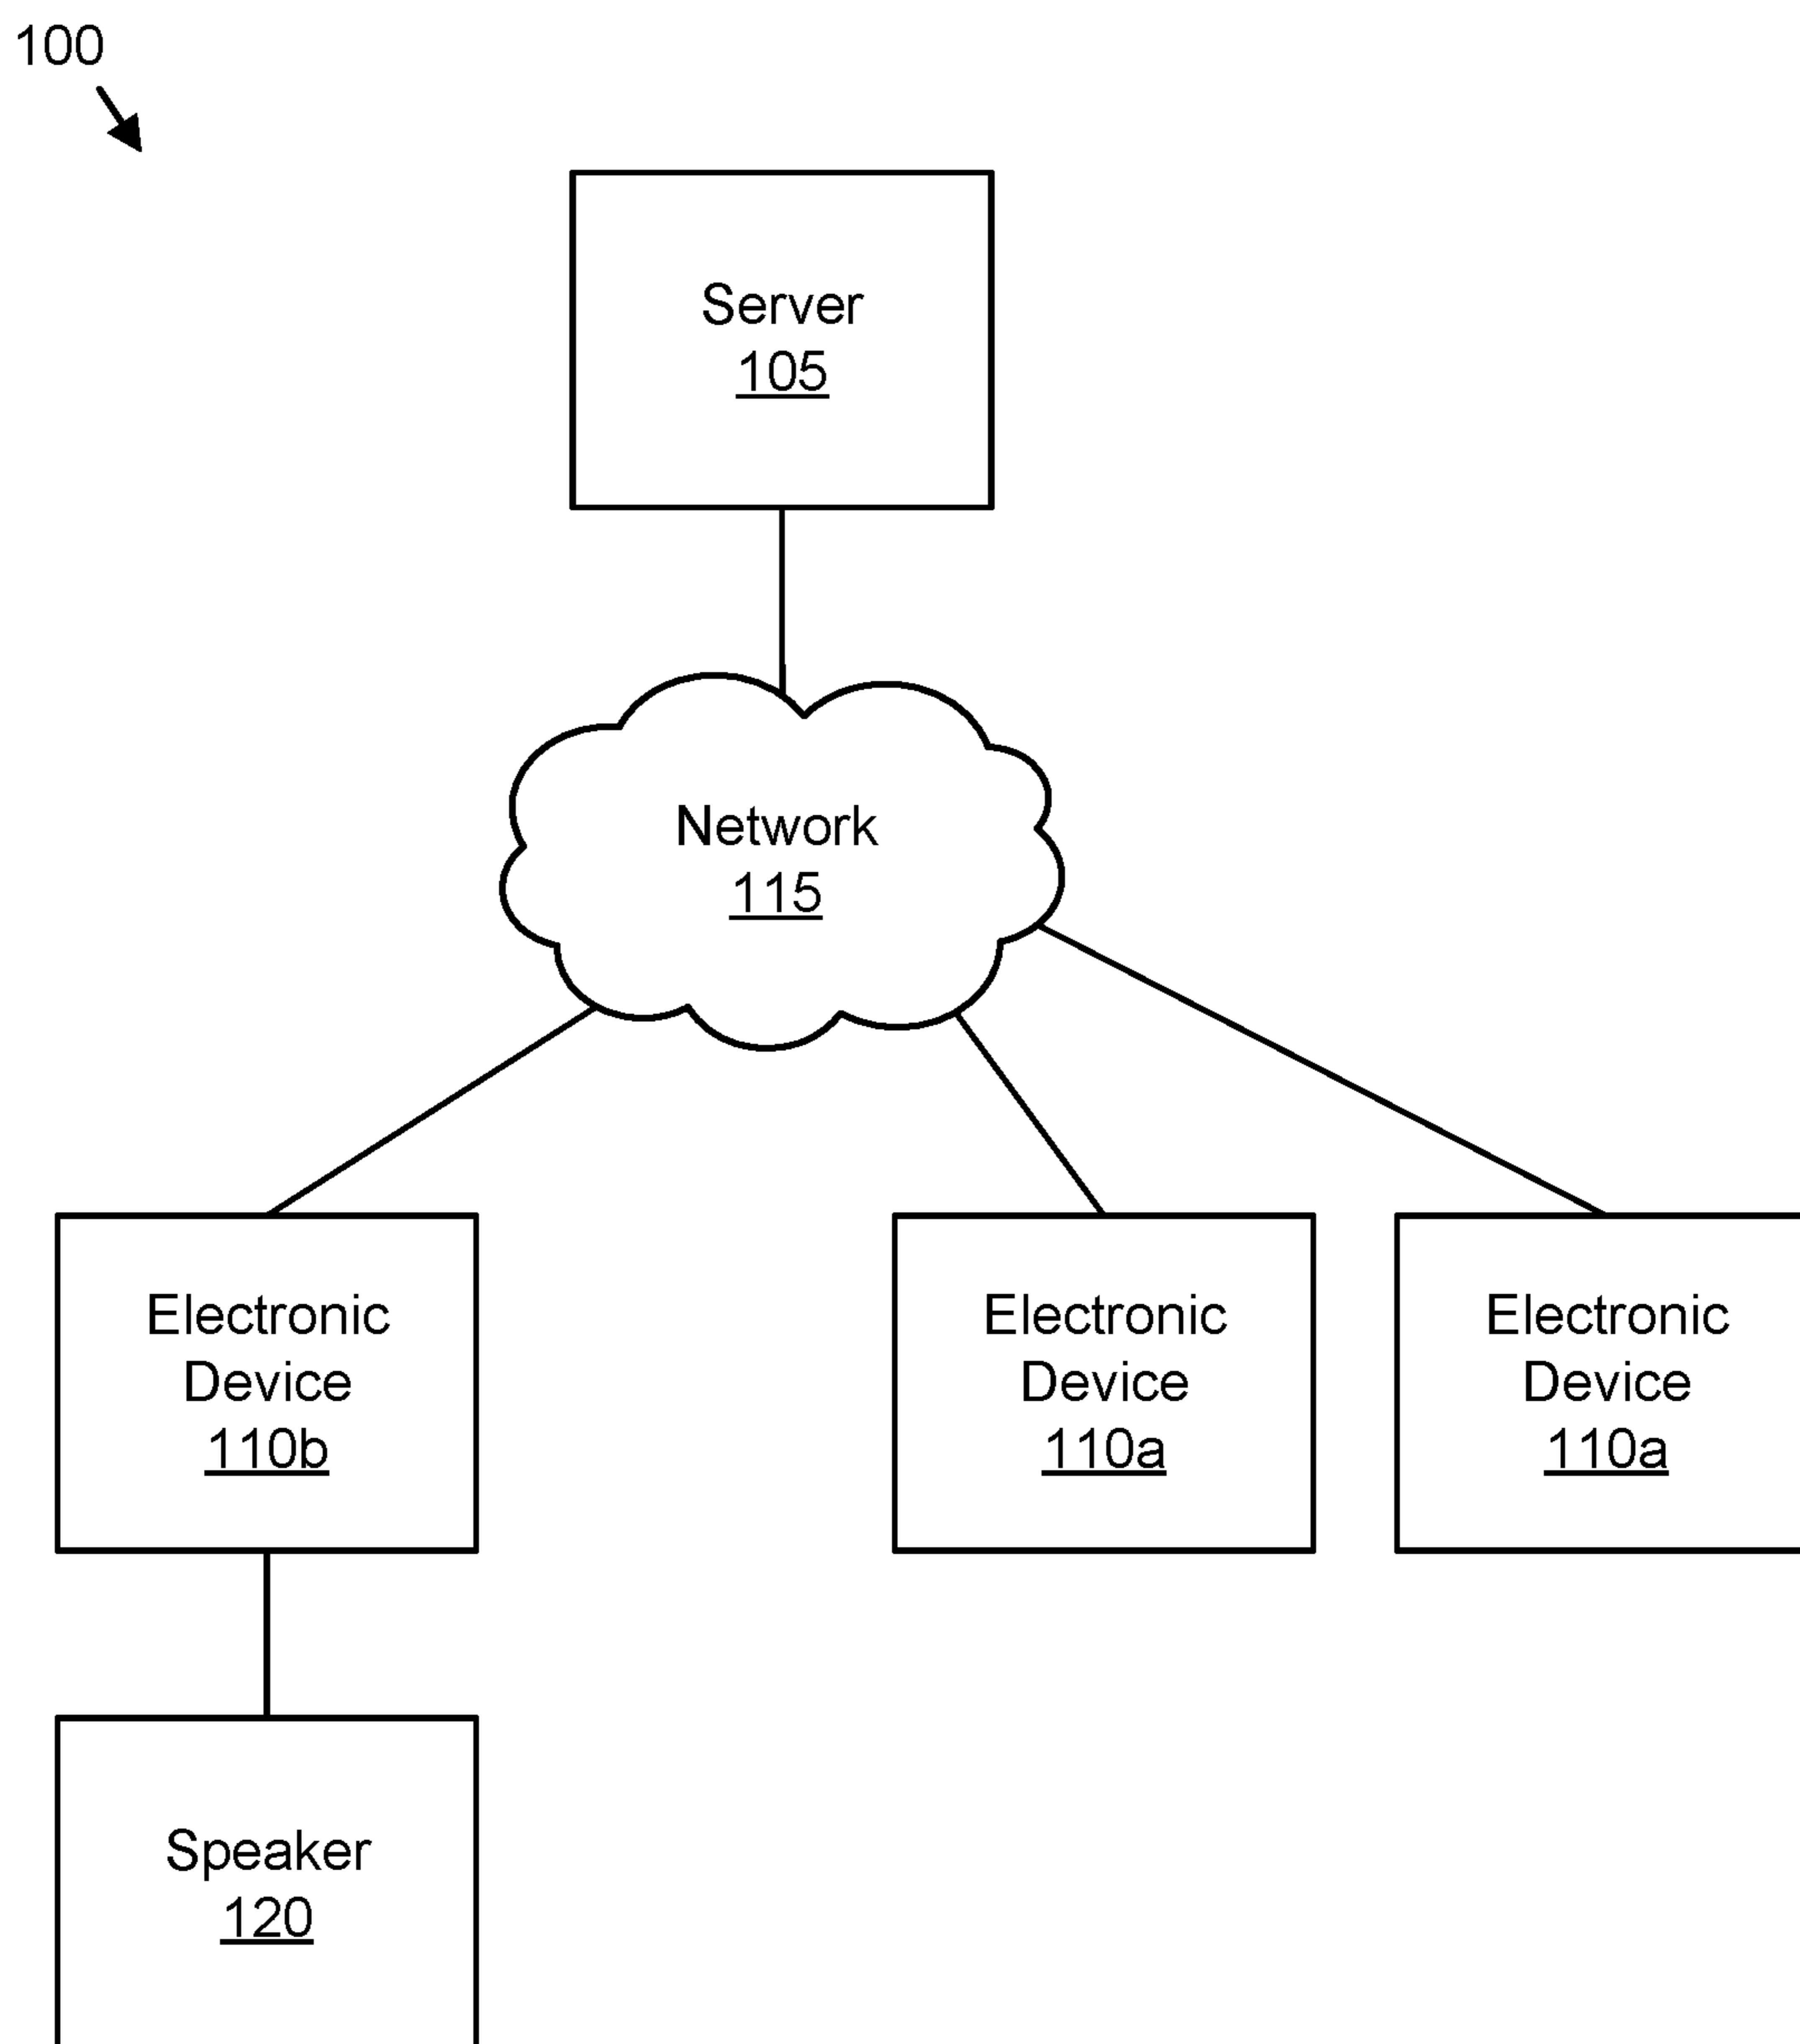 100
Server
105
Network
115
Electronic
Device
110b
Electronic
Device
110a
Electronic
Device
110a
Speaker
120